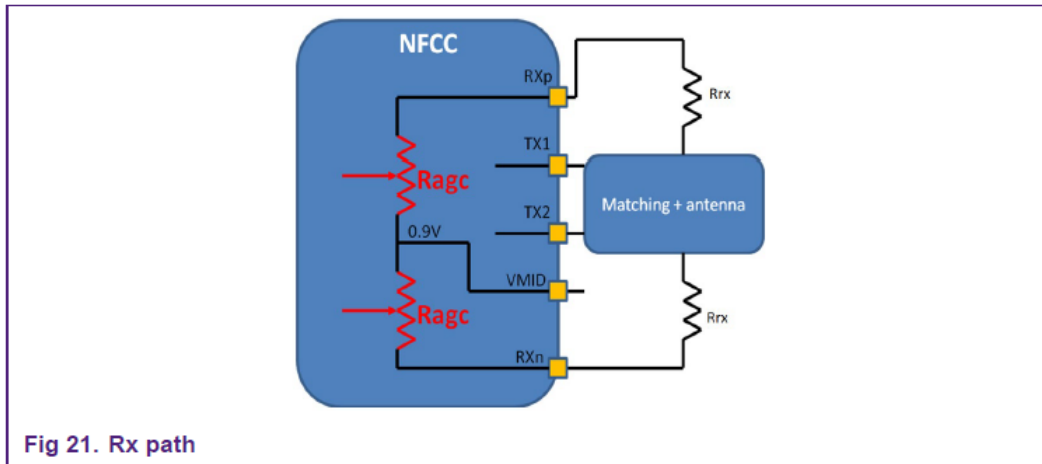 NFCC
RXp
Rrx
TX1
Ragc
Matching + antenna
TX2
0.9V
VMID
Ragc
Rrx
RXn
Fig 21. Rx path